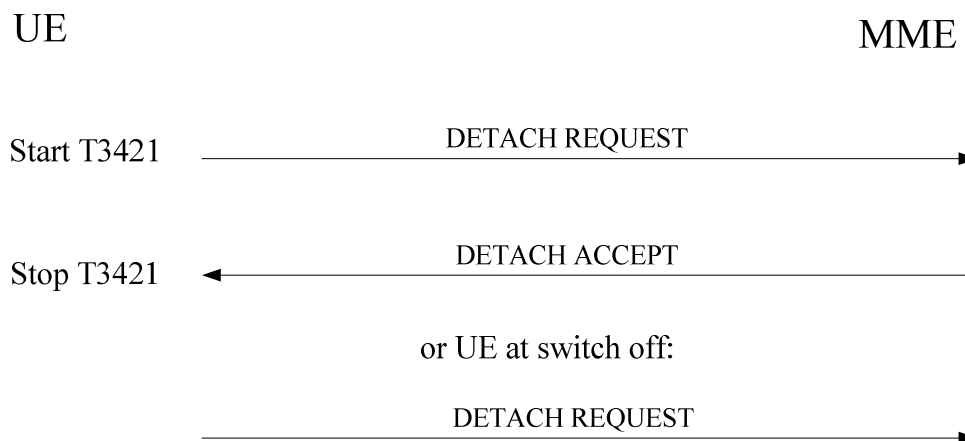 UE
MME
Start T3421
DETACH REQUEST
Stop T3421
DETACH ACCEPT
or UE at switch off:
DETACH REQUEST